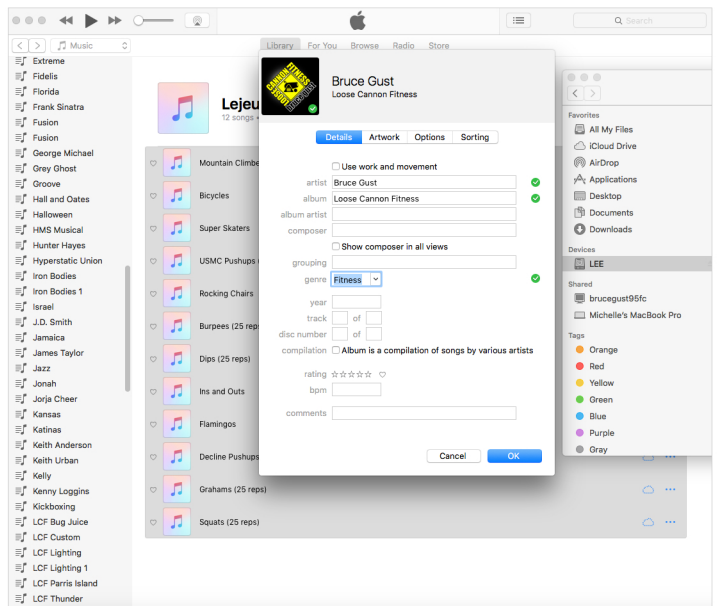 Search
Music
Library For You Browse Radio Store
Extreme
Fidelis
Florida
Frank Sinatra
Fusion
Fusion
George Michael
Grey Ghost
Groove
Hall and Oates
Halloween
HMS Musical
Hunter Hayes
Hyperstatic Union
Iron Bodies
Iron Bodies 1
Israel
J.D. Smith
Jamaica
James Taylor
Jazz
Jonah
Jorja Cheer
Kansas
Katinas
Keith Anderson
Keith Urban
Kelly
Kenny Loggins
Kickboxing
LCF Bug Juice
LCF Custom
LCF Lighting
LCF Lighting 1
LCF Parris Island
LCF Thunder
Lejeu
12 songs •
Mountain Climbe
Bicycles
Super Skaters
USMC Pushups (
Rocking Chairs
Burpees (25 reps
Dips (25 reps)
Ins and Outs
Flamingos
Decline Pushups
Grahams (25 reps)
Squats (25 reps)
CANNON
FITNESS
LOOSE
Bruce Gust
Loose Cannon Fitness
Details Artwork Options Sorting
Use work and movement
artist Bruce Gust
album Loose Cannon Fitness
album artist
composer
Show composer in all views
grouping
genre Fitness
year
track of
disc number of
compilation Album is a compilation of songs by various artists
rating ☆☆☆☆☆
bpm
comments
Cancel OK
Favorites
All My Files
iCloud Drive
AirDrop
Applications
Desktop
Documents
Downloads
Devices
LEE
Shared
brucegust95fc
Michelle's MacBook Pro
Tags
Orange
Red
Yellow
Green
Blue
Purple
Gray